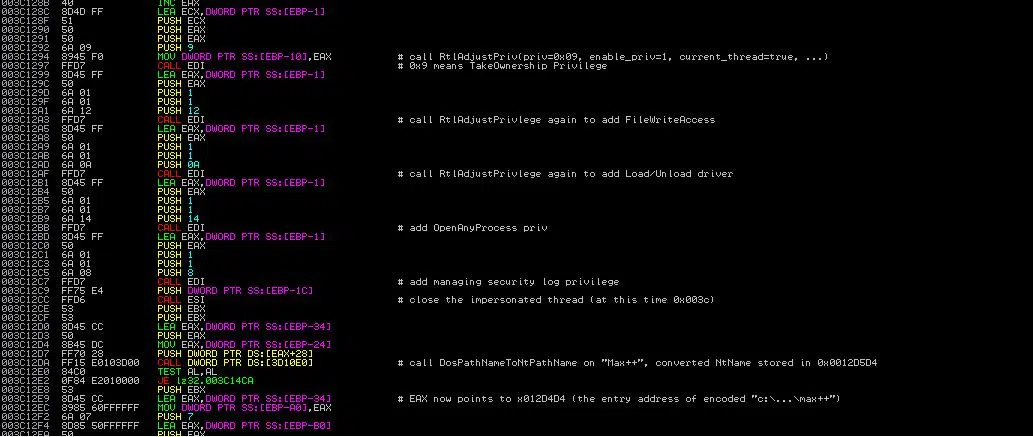 003C128B 40 INC EAX
003C128C 8D4D FF LEA ECX,DWORD PTR SS:[EBP-1]
003C128F 51 PUSH ECX
003C1290 50 PUSH EAX
003C1291 50 PUSH EAX
003C1292 6A 09 PUSH 9
003C1294 8945 F0 MOV DWORD PTR SS:[EBP-10],EAX # call RtlAdjustPriv(priv=0x09, enable_priv=1, current_thread=true, ...)
003C1297 FFD7 CALL EDI # 0x9 means TakeOwnership Privilege
003C1299 8D45 FF LEA EAX,DWORD PTR SS:[EBP-1]
003C129C 50 PUSH EAX
003C129D 6A 01 PUSH 1
003C129F 6A 01 PUSH 1
003C12A1 6A 12 PUSH 12
003C12A3 FFD7 CALL EDI # call RtlAdjustPrivlege again to add FileWriteAccess
003C12A5 8D45 FF LEA EAX,DWORD PTR SS:[EBP-1]
003C12A8 50 PUSH EAX
003C12A9 6A 01 PUSH 1
003C12AB 6A 01 PUSH 1
003C12AD 6A 0A PUSH 0A
003C12AF FFD7 CALL EDI # call RtlAdjustPrivlege again to add Load/Unload driver
003C12B1 8D45 FF LEA EAX,DWORD PTR SS:[EBP-1]
003C12B4 50 PUSH EAX
003C12B5 6A 01 PUSH 1
003C12B7 6A 01 PUSH 1
003C12B9 6A 14 PUSH 14
003C12BB FFD7 CALL EDI # add OpenAnyProcess priv
003C12BD 8D45 FF LEA EAX,DWORD PTR SS:[EBP-1]
003C12C0 50 PUSH EAX
003C12C1 6A 01 PUSH 1
003C12C3 6A 01 PUSH 1
003C12C5 6A 08 PUSH 8
003C12C7 FFD7 CALL EDI # add managing security log privilege
003C12C9 FF75 E4 PUSH DWORD PTR SS:[EBP-1C]
003C12CC FFD6 CALL ESI # close the impersonated thread (at this time 0x003c)
003C12CE 53 PUSH EBX
003C12CF 53 PUSH EBX
003C12D0 8D45 CC LEA EAX,DWORD PTR SS:[EBP-34]
003C12D3 50 PUSH EAX
003C12D4 8B45 DC MOV EAX,DWORD PTR SS:[EBP-24]
003C12D7 FF70 28 PUSH DWORD PTR DS:[EAX+28]
003C12DA FF15 E0103D00 CALL DWORD PTR DS:[3D10E0] # call DosPathNameToNtPathName on "Max++", converted NtName stored in 0x0012D5D4
003C12E0 84C0 TEST AL,AL
003C12E2 0F84 E2010000 JE lz32.003C14CA
003C12E8 53 PUSH EBX
003C12E9 8D45 CC LEA EAX,DWORD PTR SS:[EBP-34] # EAX now points to x012D4D4 (the entry address of encoded "c:\...\max++")
003C12EC 8985 60FFFFFF MOV DWORD PTR SS:[EBP-A0],EAX
003C12F2 6A 07 PUSH 7
003C12F4 8D85 50FFFFFF LEA EAX,DWORD PTR SS:[EBP-B0]
003C12FA 50 PUSH EAX